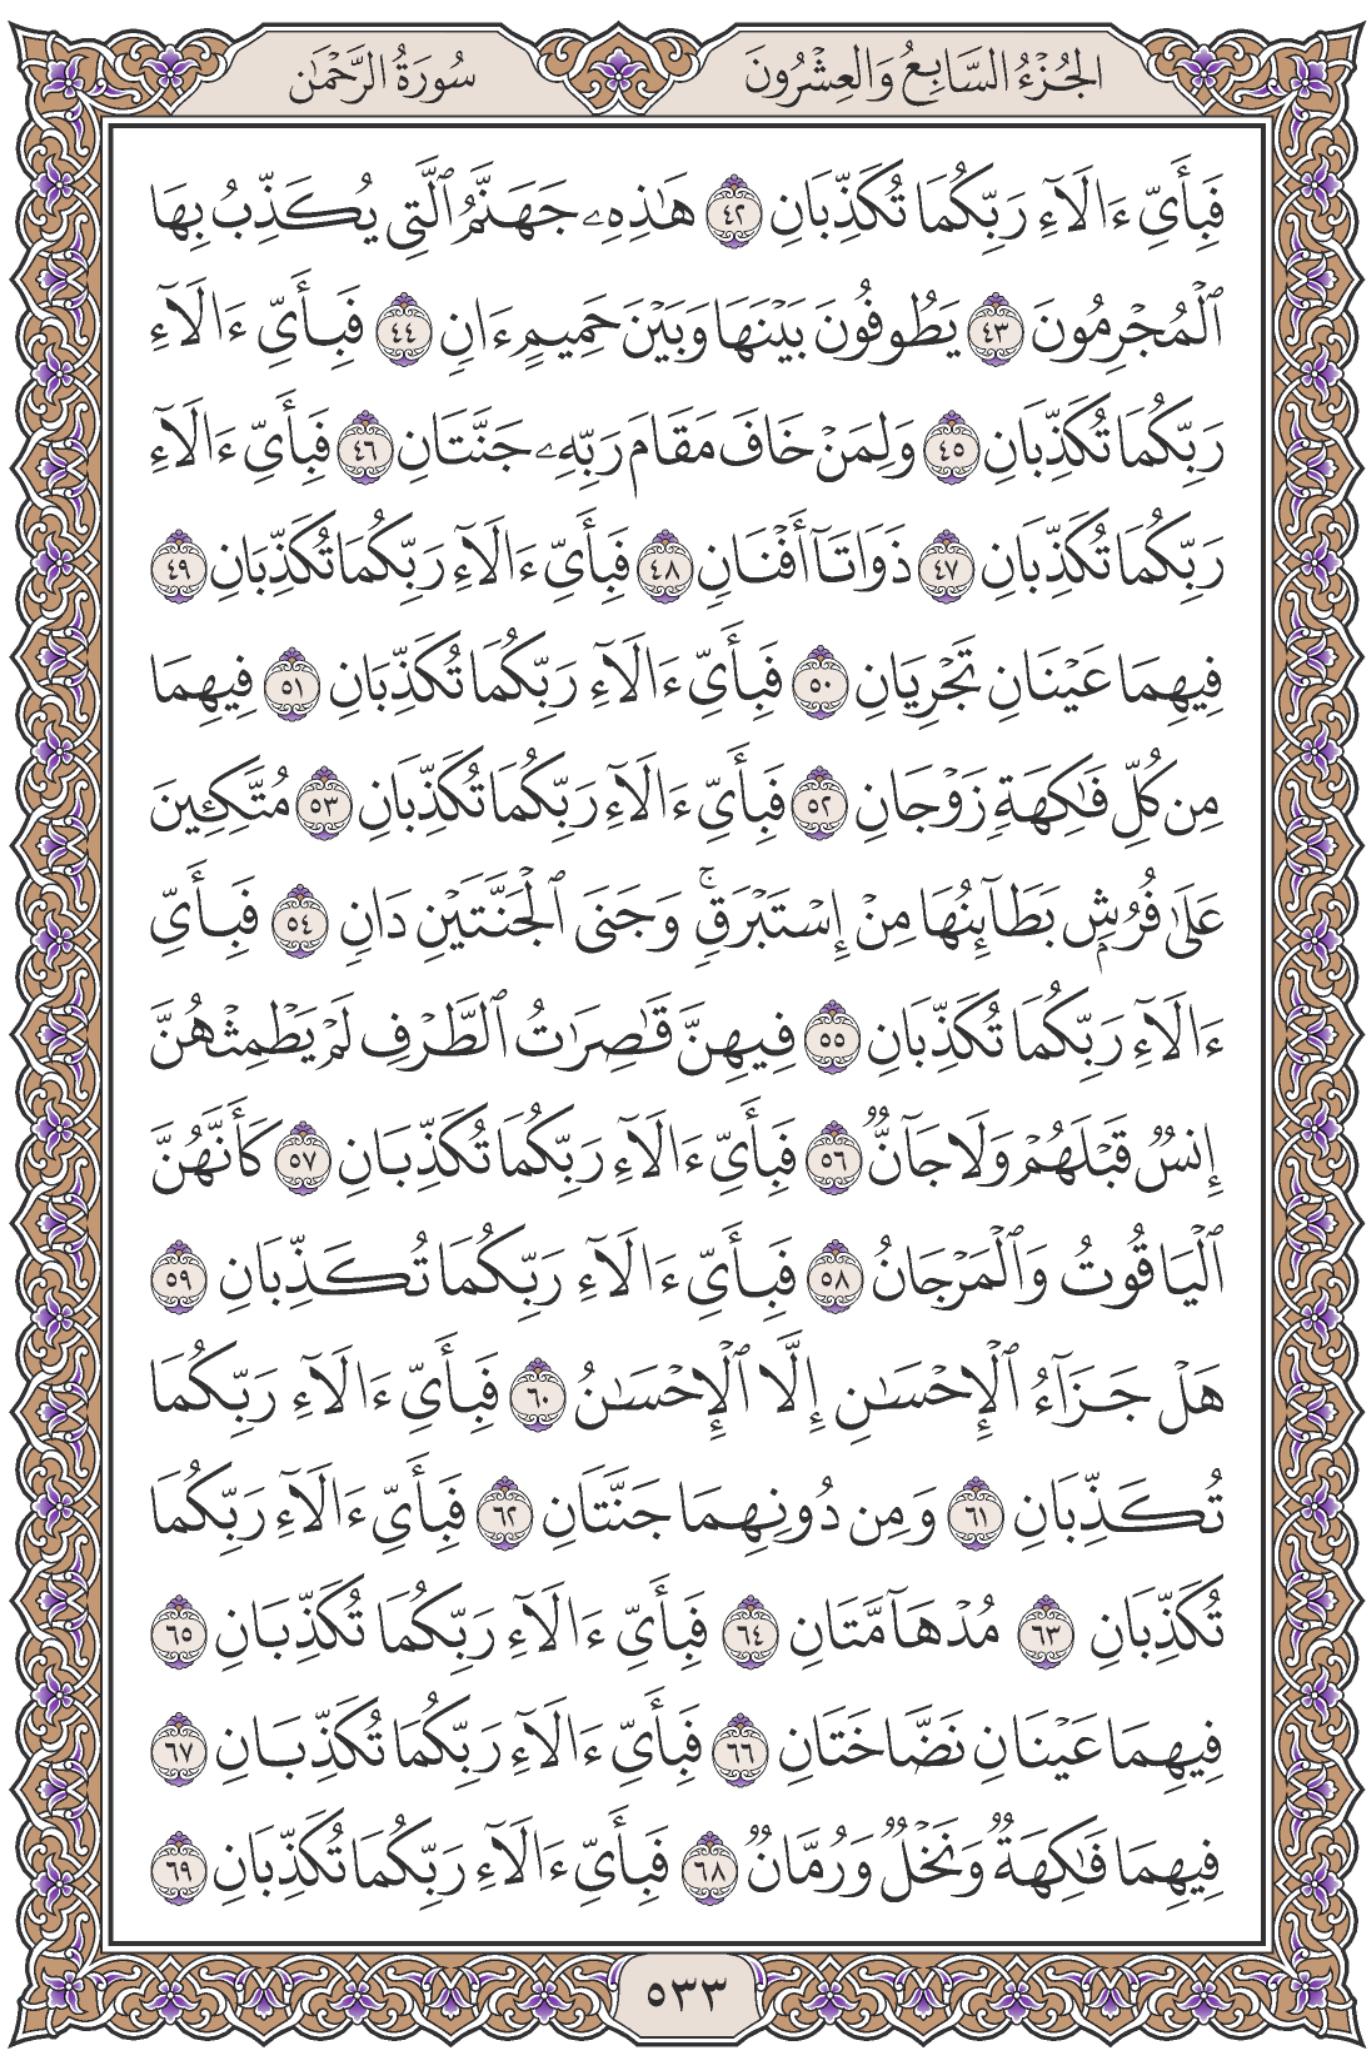 الجُزْءُ السَّابِعُ وَالعِشْرُونَ
سُورَةُ الرَّحْمَٰن
فَبِأَيِّ ءَالَآءِ رَبِّكُمَا تُكَذِّبَانِ ٤٢ هَٰذِهِۦ جَهَنَّمُ ٱلَّتِي يُكَذِّبُ بِهَا
ٱلْمُجْرِمُونَ ٤٣ يَطُوفُونَ بَيْنَهَا وَبَيْنَ حَمِيمٍ ءَانٍ ٤٤ فَبِأَيِّ ءَالَآءِ
رَبِّكُمَا تُكَذِّبَانِ ٤٥ وَلِمَنْ خَافَ مَقَامَ رَبِّهِۦ جَنَّتَانِ ٤٦ فَبِأَيِّ ءَالَآءِ
رَبِّكُمَا تُكَذِّبَانِ ٤٧ ذَوَاتَآ أَفْنَانٍ ٤٨ فَبِأَيِّ ءَالَآءِ رَبِّكُمَا تُكَذِّبَانِ ٤٩
فِيهِمَا عَيْنَانِ تَجْرِيَانِ ٥٠ فَبِأَيِّ ءَالَآءِ رَبِّكُمَا تُكَذِّبَانِ ٥١ فِيهِمَا
مِن كُلِّ فَٰكِهَةٍ زَوْجَانِ ٥٢ فَبِأَيِّ ءَالَآءِ رَبِّكُمَا تُكَذِّبَانِ ٥٣ مُتَّكِـِٔينَ
عَلَىٰ فُرُشِۭ بَطَآئِنُهَا مِنْ إِسْتَبْرَقٍۚ وَجَنَى ٱلْجَنَّتَيْنِ دَانٍ ٥٤ فَبِأَيِّ
ءَالَآءِ رَبِّكُمَا تُكَذِّبَانِ ٥٥ فِيهِنَّ قَٰصِرَٰتُ ٱلطَّرْفِ لَمْ يَطْمِثْهُنَّ
إِنسٌ قَبْلَهُمْ وَلَا جَآنٌّ ٥٦ فَبِأَيِّ ءَالَآءِ رَبِّكُمَا تُكَذِّبَانِ ٥٧ كَأَنَّهُنَّ
ٱلْيَاقُوتُ وَٱلْمَرْجَانُ ٥٨ فَبِأَيِّ ءَالَآءِ رَبِّكُمَا تُكَذِّبَانِ ٥٩
هَلْ جَزَآءُ ٱلْإِحْسَٰنِ إِلَّا ٱلْإِحْسَٰنُ ٦٠ فَبِأَيِّ ءَالَآءِ رَبِّكُمَا
تُكَذِّبَانِ ٦١ وَمِن دُونِهِمَا جَنَّتَانِ ٦٢ فَبِأَيِّ ءَالَآءِ رَبِّكُمَا
تُكَذِّبَانِ ٦٣ مُدْهَآمَّتَانِ ٦٤ فَبِأَيِّ ءَالَآءِ رَبِّكُمَا تُكَذِّبَانِ ٦٥
فِيهِمَا عَيْنَانِ نَضَّاخَتَانِ ٦٦ فَبِأَيِّ ءَالَآءِ رَبِّكُمَا تُكَذِّبَانِ ٦٧
فِيهِمَا فَٰكِهَةٌ وَنَخْلٌ وَرُمَّانٌ ٦٨ فَبِأَيِّ ءَالَآءِ رَبِّكُمَا تُكَذِّبَانِ ٦٩
٥٣٣